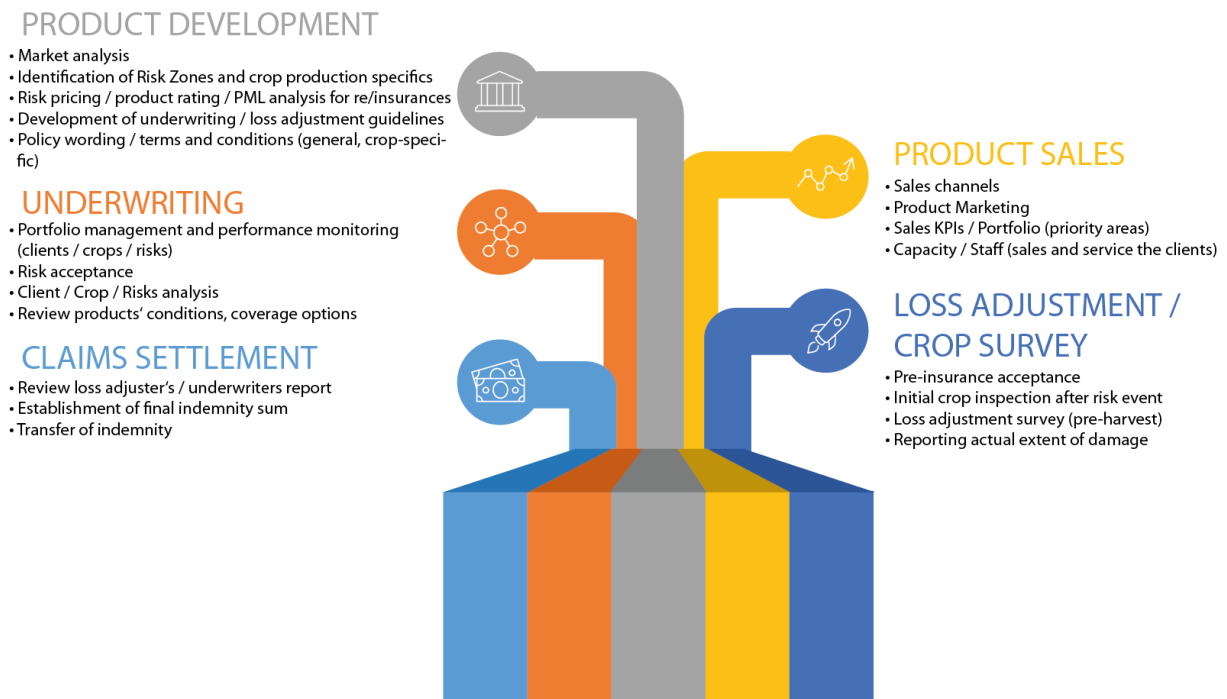 PRODUCT DEVELOPMENT
• Market analysis
• Identification of Risk Zones and crop production specifics
• Risk pricing / product rating / PML analysis for re/insurances
• Development of underwriting / loss adjustment guidelines
• Policy wording / terms and conditions (general, crop-speci-
fic)
UNDERWRITING
• Portfolio management and performance monitoring
(clients / crops / risks)
• Risk acceptance
• Client / Crop / Risks analysis
• Review products‘ conditions, coverage options
CLAIMS SETTLEMENT
• Review loss adjuster‘s / underwriters report
• Establishment of final indemnity sum
• Transfer of indemnity
PRODUCT SALES
• Sales channels
• Product Marketing
• Sales KPIs / Portfolio (priority areas)
• Capacity / Staff (sales and service the clients)
LOSS ADJUSTMENT /
CROP SURVEY
• Pre-insurance acceptance
• Initial crop inspection after risk event
• Loss adjustment survey (pre-harvest)
• Reporting actual extent of damage